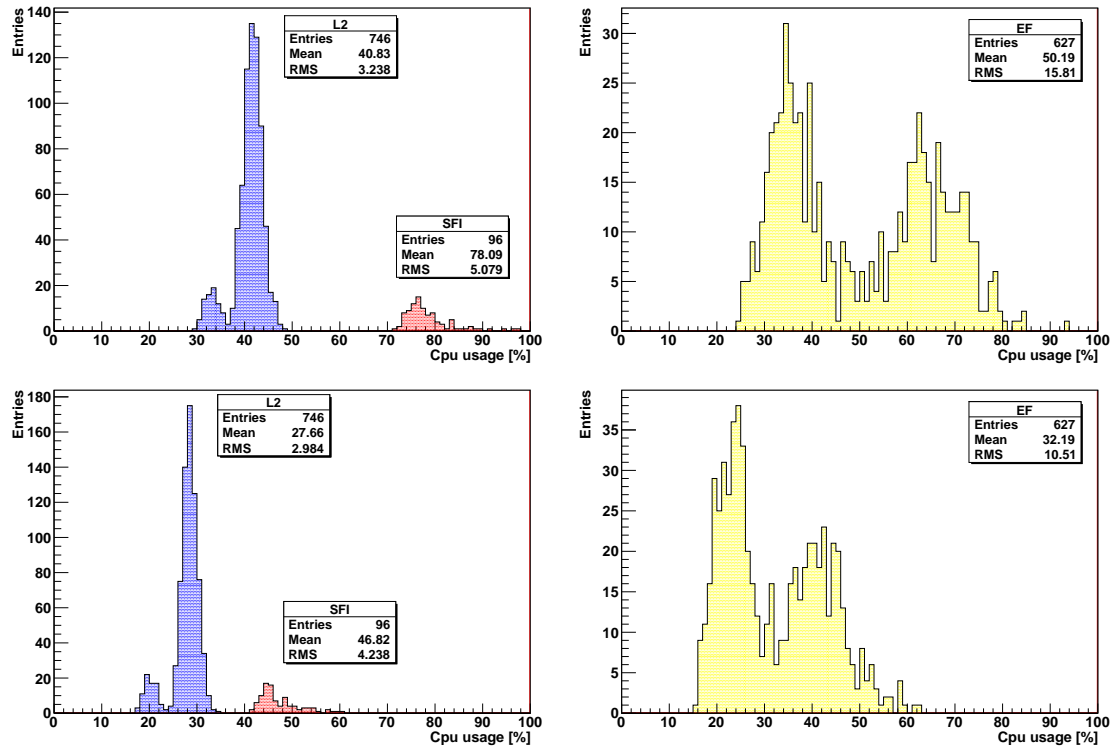 L2
Entries 746
Mean 40.83
RMS 3.238
SFI
Entries 96
Mean 78.09
RMS 5.079
Entries
0
20
40
60
80
100
120
140
0 10 20 30 40 50 60 70 80 90 100
Cpu usage [%]
EF
Entries 627
Mean 50.19
RMS 15.81
Entries
0
5
10
15
20
25
30
0 10 20 30 40 50 60 70 80 90 100
Cpu usage [%]
L2
Entries 746
Mean 27.66
RMS 2.984
SFI
Entries 96
Mean 46.82
RMS 4.238
Entries
0
20
40
60
80
100
120
140
160
180
0 10 20 30 40 50 60 70 80 90 100
Cpu usage [%]
EF
Entries 627
Mean 32.19
RMS 10.51
Entries
0
5
10
15
20
25
30
35
0 10 20 30 40 50 60 70 80 90 100
Cpu usage [%]